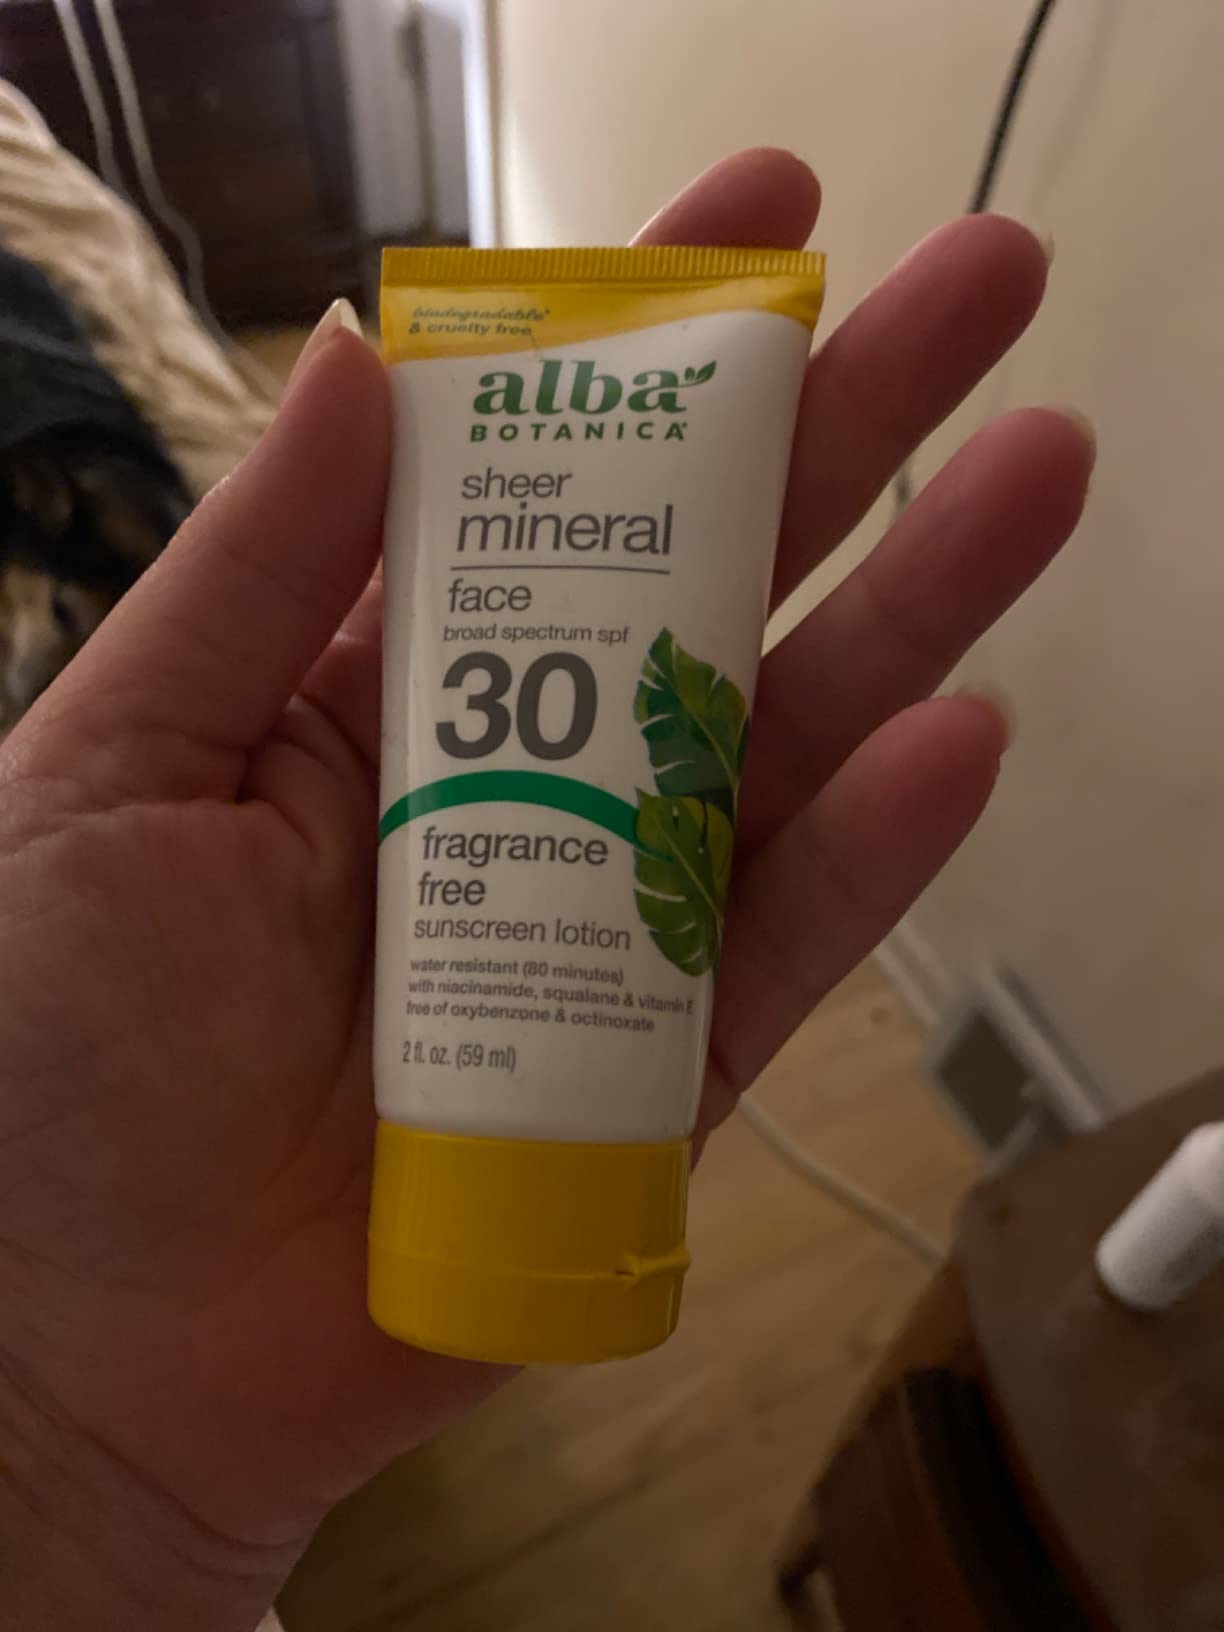 biodegradable*
& cruelty free
alba
BOTANICA®
sheer
mineral
face
broad spectrum spf
30
fragrance
free
sunscreen lotion
water resistant (80 minutes)
with niacinamide, squalane & vitamin E
free of oxybenzone & octinoxate
2 fl. oz. (59 ml)